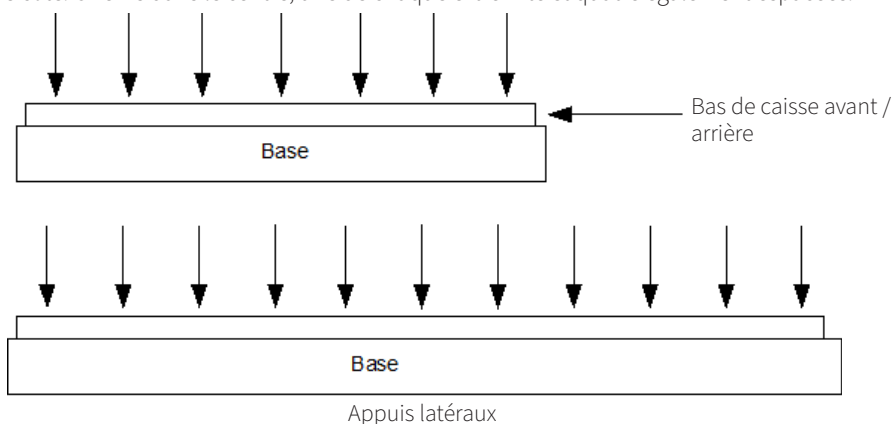 Bas de caisse avant /
arrière
Base
Base
Appuis latéraux